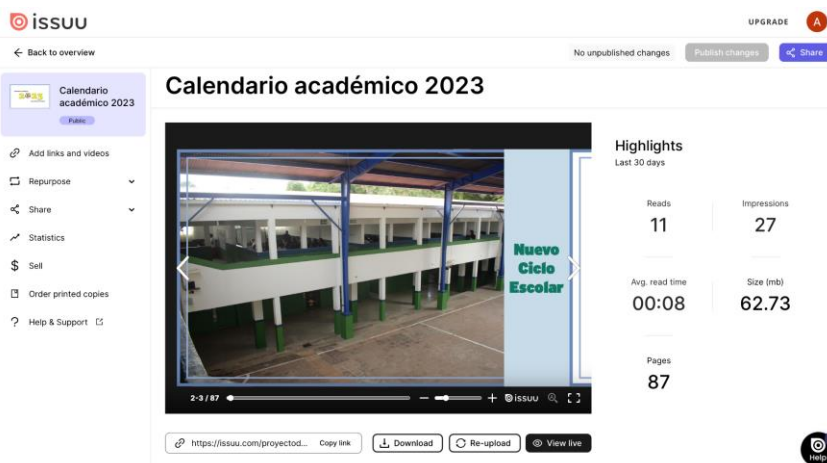 issuu
UPGRADE
A
Back to overview
No unpublished changes
Publish changes
Share
Calendario
académico 2023
Public
Add links and videos
Repurpose
Share
Statistics
Sell
Order printed copies
Help & Support
Calendario académico 2023
Nuevo
Ciclo
Escolar
2-3 / 87
issuu
https://issuu.com/proyectod...
Copy link
Download
Re-upload
View live
Highlights
Last 30 days
Reads
Impressions
11
27
Avg. read time
Size (mb)
00:08
62.73
Pages
87
Help